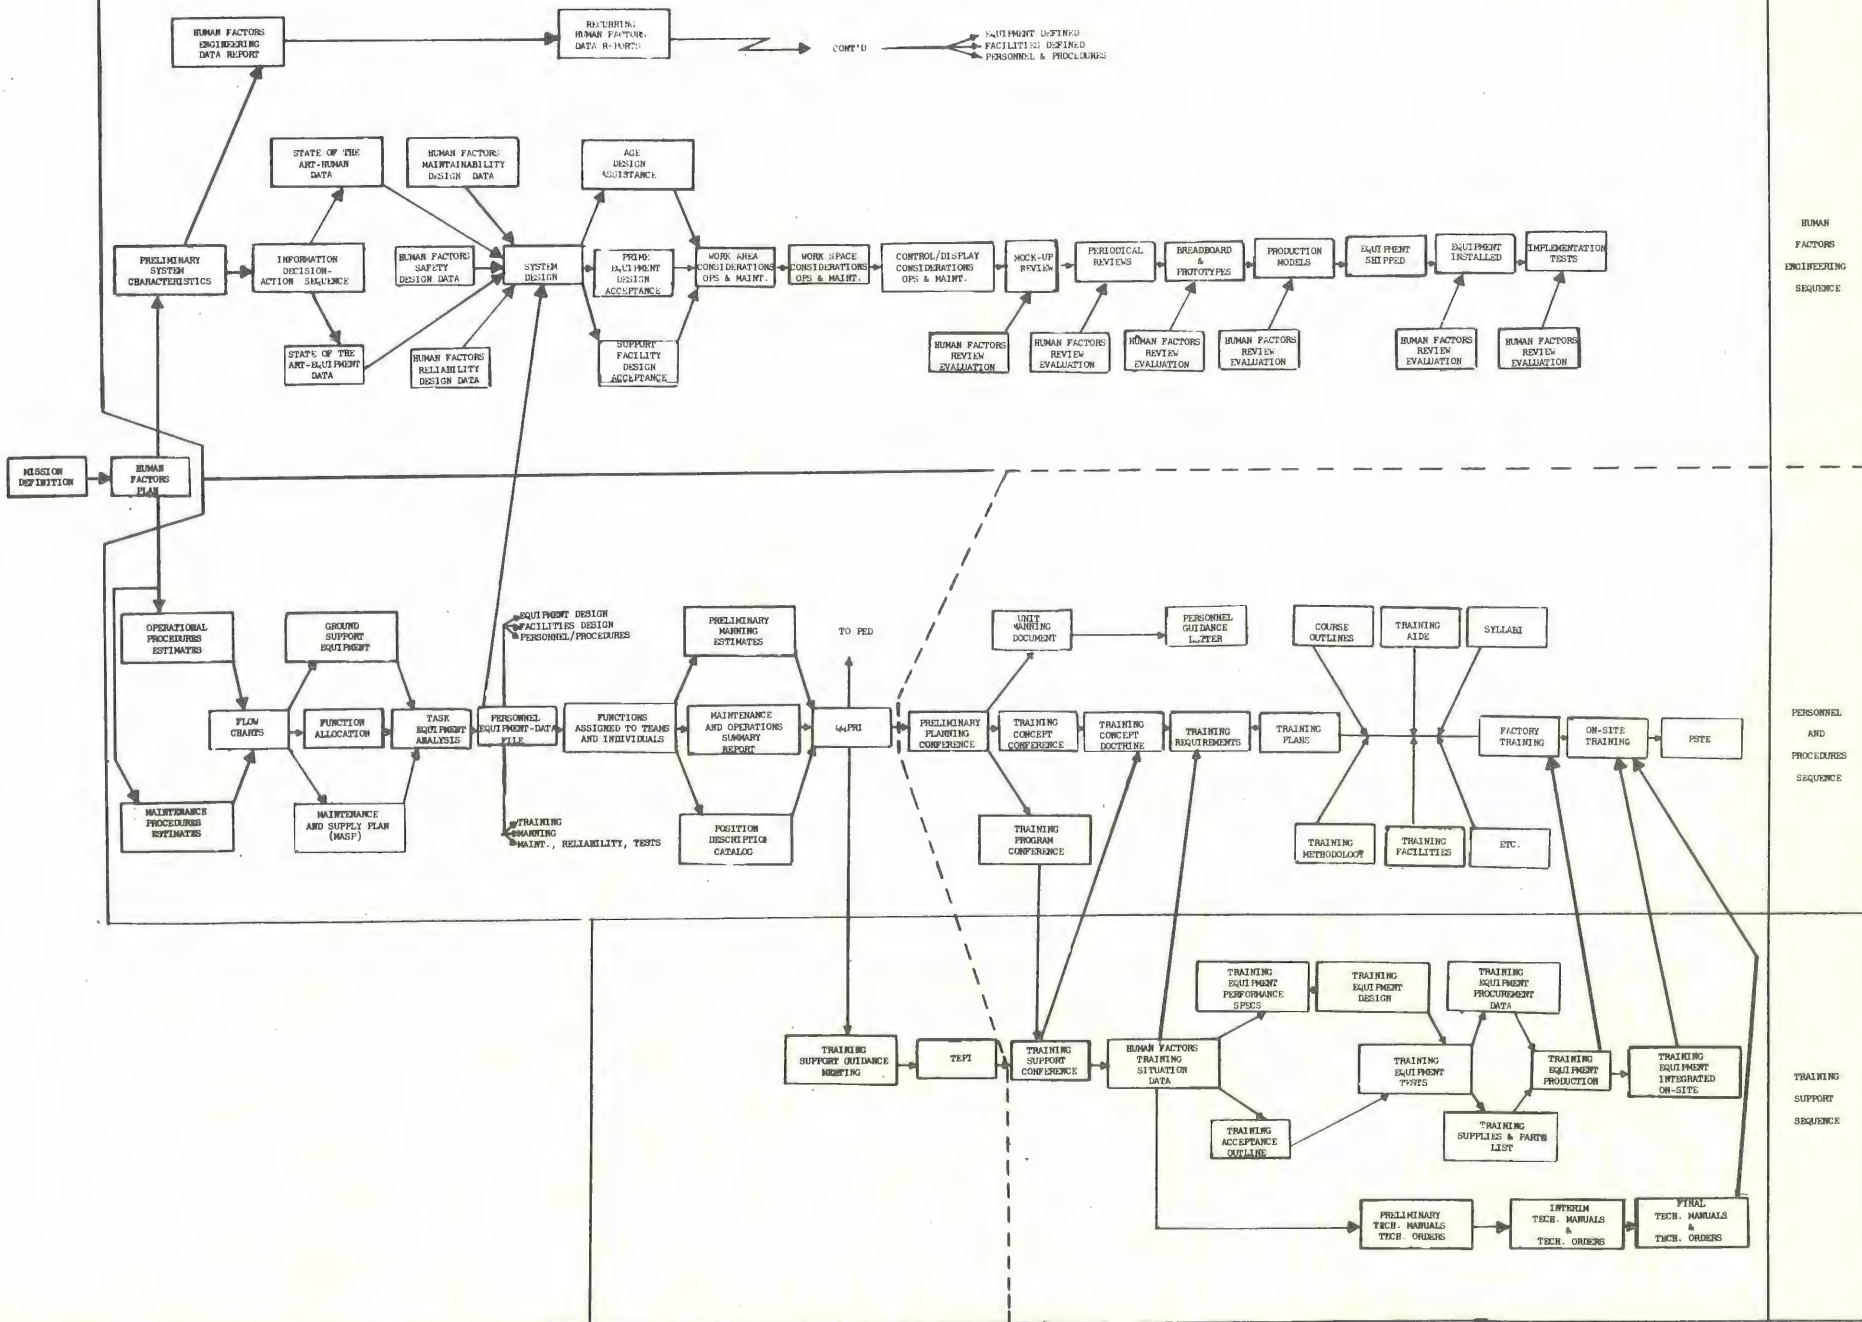 HUMAN FACTORS
ENGINEERING
DATA REPORT
RECURRING
HUMAN FACTORS
DATA REPORTS
CONT'D
EQUIPMENT DEFINED
FACILITIES DEFINED
PERSONNEL & PROCEDURES
STATE OF THE
ART-HUMAN
DATA
HUMAN FACTORS
MAINTAINABILITY
DESIGN DATA
AGE
DESIGN
ASSISTANCE
PRELIMINARY
SYSTEM
CHARACTERISTICS
INFORMATION
DECISION-
ACTION SEQUENCE
HUMAN FACTORS
SAFETY
DESIGN DATA
SYSTEM
DESIGN
PRIME
EQUIPMENT
DESIGN
ACCEPTANCE
WORK AREA
CONSIDERATIONS
OPS & MAINT.
WORK SPACE
CONSIDERATIONS
OPS & MAINT.
CONTROL/DISPLAY
CONSIDERATIONS
OPS & MAINT.
MOCK-UP
REVIEW
PERIODICAL
REVIEWS
BREADBOARD
&
PROTOTYPES
PRODUCTION
MODELS
EQUIPMENT
SHIPPED
EQUIPMENT
INSTALLED
IMPLEMENTATION
TESTS
HUMAN
FACTORS
ENGINEERING
SEQUENCE
STATE OF THE
ART-EQUIPMENT
DATA
HUMAN FACTORS
RELIABILITY
DESIGN DATA
SUPPORT
FACILITY
DESIGN
ACCEPTANCE
HUMAN FACTORS
REVIEW
EVALUATION
HUMAN FACTORS
REVIEW
EVALUATION
HUMAN FACTORS
REVIEW
EVALUATION
HUMAN FACTORS
REVIEW
EVALUATION
HUMAN FACTORS
REVIEW
EVALUATION
HUMAN FACTORS
REVIEW
EVALUATION
MISSION
DEFINITION
HUMAN
FACTORS
PLAN
OPERATIONAL
PROCEDURES
ESTIMATES
GROUND
SUPPORT
EQUIPMENT
EQUIPMENT DESIGN
FACILITIES DESIGN
PERSONNEL/PROCEDURES
PRELIMINARY
MANNING
ESTIMATES
TO PED
UNIT
MANNING
DOCUMENT
PERSONNEL
GUIDANCE
LETTER
COURSE
OUTLINES
TRAINING
AIDE
SYLLABI
FLOW
CHARTS
FUNCTION
ALLOCATION
TASK
EQUIPMENT
ANALYSIS
PERSONNEL
EQUIPMENT-DATA
FILE
FUNCTIONS
ASSIGNED TO TEAMS
AND INDIVIDUALS
MAINTENANCE
AND OPERATIONS
SUMMARY
REPORT
QQPRI
PRELIMINARY
PLANNING
CONFERENCE
TRAINING
CONCEPT
CONFERENCE
TRAINING
CONCEPT
DOCTRINE
TRAINING
REQUIREMENTS
TRAINING
PLANS
FACTORY
TRAINING
ON-SITE
TRAINING
PSTE
PERSONNEL
AND
PROCEDURES
SEQUENCE
MAINTENANCE
PROCEDURES
ESTIMATES
MAINTENANCE
AND SUPPLY PLAN
(MASP)
TRAINING
MANNING
MAINT., RELIABILITY, TESTS
POSITION
DESCRIPTION
CATALOG
TRAINING
PROGRAM
CONFERENCE
TRAINING
METHODOLOGY
TRAINING
FACILITIES
ETC.
TRAINING
EQUIPMENT
PERFORMANCE
SPECS
TRAINING
EQUIPMENT
DESIGN
TRAINING
EQUIPMENT
PROCUREMENT
DATA
TRAINING
SUPPORT GUIDANCE
MEETING
TEPI
TRAINING
SUPPORT
CONFERENCE
HUMAN FACTORS
TRAINING
SITUATION
DATA
TRAINING
EQUIPMENT
TESTS
TRAINING
EQUIPMENT
PRODUCTION
TRAINING
EQUIPMENT
INTEGRATED
ON-SITE
TRAINING
SUPPORT
SEQUENCE
TRAINING
ACCEPTANCE
OUTLINE
TRAINING
SUPPLIES & PARTS
LIST
PRELIMINARY
TECH. MANUALS
TECH. ORDERS
INTERIM
TECH. MANUALS
&
TECH. ORDERS
FINAL
TECH. MANUALS
&
TECH. ORDERS